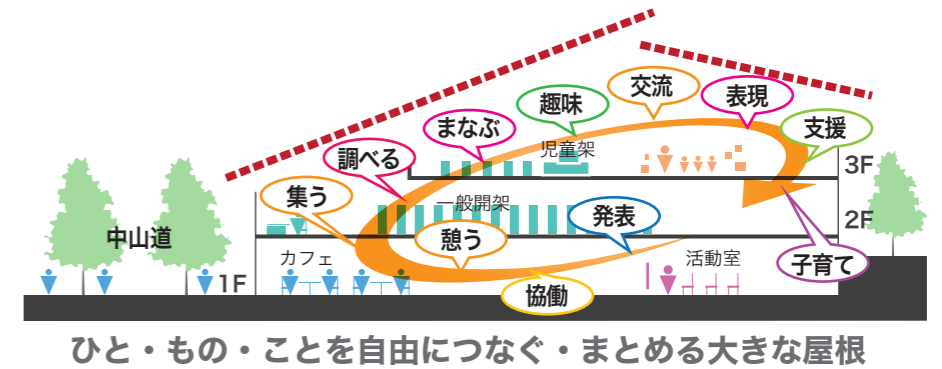 交流
表現
趣味
支援
まなぶ
児童架
調べる
3F
集う
一般開架
発表
2F
中山道
憩う
カフェ
活動室
子育て
1F
協働
ひと・もの・ことを自由につなぐ・まとめる大きな屋根